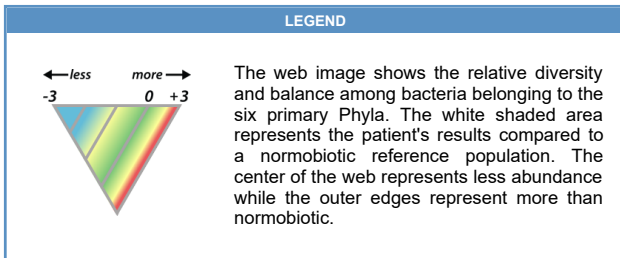 LEGEND
less more
-3 0 +3
The web image shows the relative diversity
and balance among bacteria belonging to the
six primary Phyla. The white shaded area
represents the patient's results compared to
a normobiotic reference population. The
center of the web represents less abundance
while the outer edges represent more than
normobiotic.